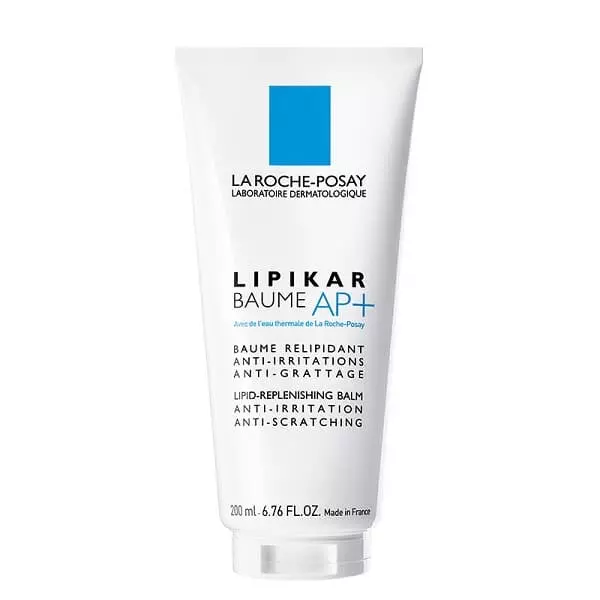 LA ROCHE-POSAY
LABORATOIRE DERMATOLOGIQUE
LIPIKAR
BAUME AP+
Avec de l'eau thermale de La Roche-Posay
BAUME RELIPIDANT
ANTI-IRRITATIONS
ANTI-GRATTAGE
LIPID-REPLENISHING BALM
ANTI-IRRITATION
ANTI-SCRATCHING
200 ml - 6.76 FL.OZ. Made in France